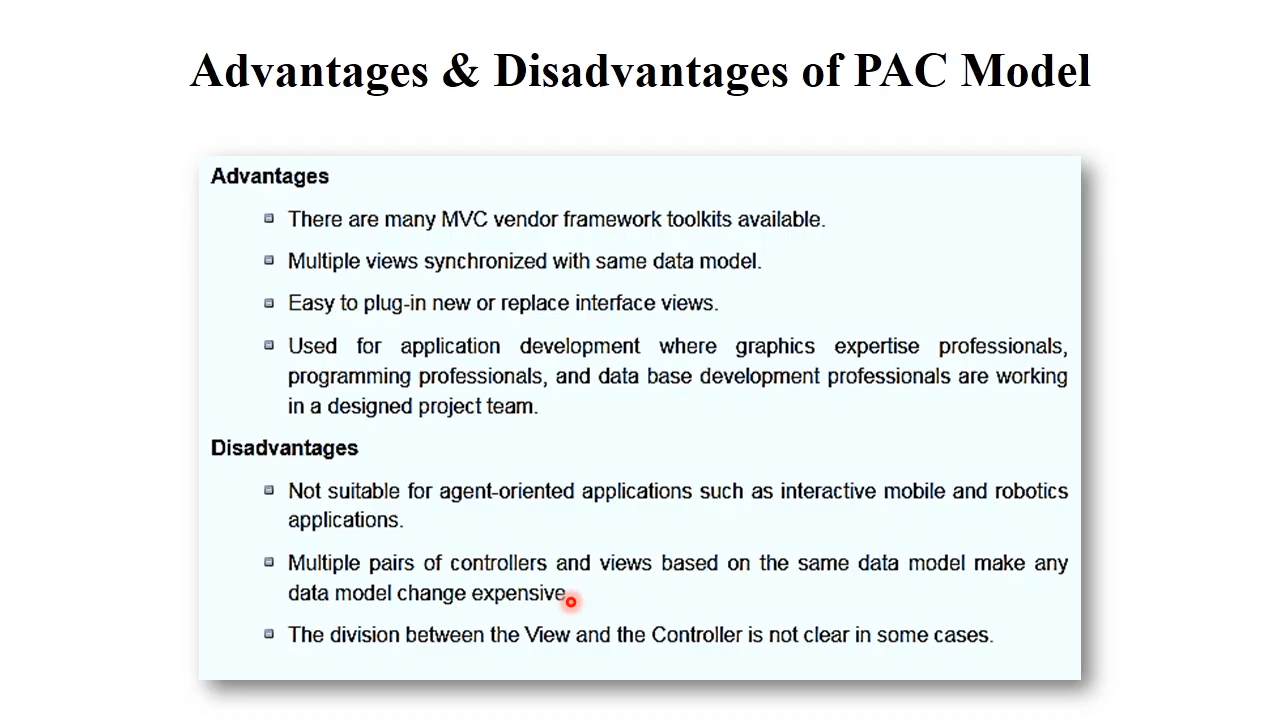 Advantages & Disadvantages of PAC Model
Advantages
There are many MVC vendor framework toolkits available.
Multiple views synchronized with same data model.
Easy to plug-in new or replace interface views.
Used for application development where graphics expertise professionals,
programming professionals, and data base development professionals are working
in a designed project team.
Disadvantages
Not suitable for agent-oriented applications such as interactive mobile and robotics
applications.
Multiple pairs of controllers and views based on the same data model make any
data model change expensive.
The division between the View and the Controller is not clear in some cases.